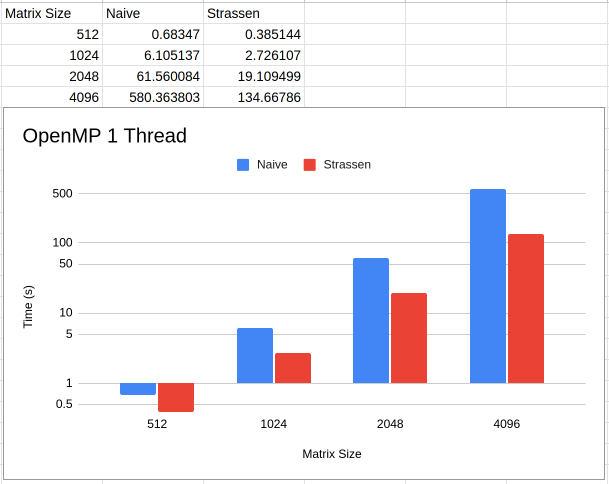 Matrix Size Naive Strassen
512 0.68347 0.385144
1024 6.105137 2.726107
2048 61.560084 19.109499
4096 580.363803 134.66786
OpenMP 1 Thread
Naive Strassen
500
100
50
10
5
1
0.5
Time (s)
512 1024 2048 4096
Matrix Size